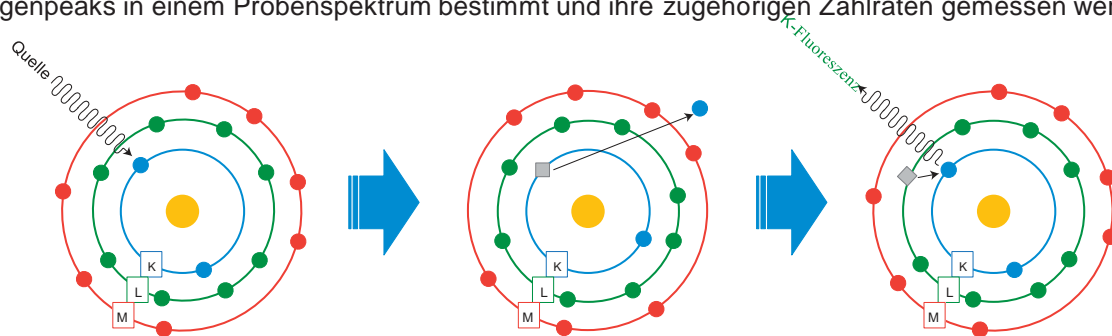 genpeaks in einem Probenspektrum bestimmt und ihre zugehörigen Zählraten gemessen wer
Quelle
K-Fluoreszenz
K
L
M
K
L
M
K
L
M